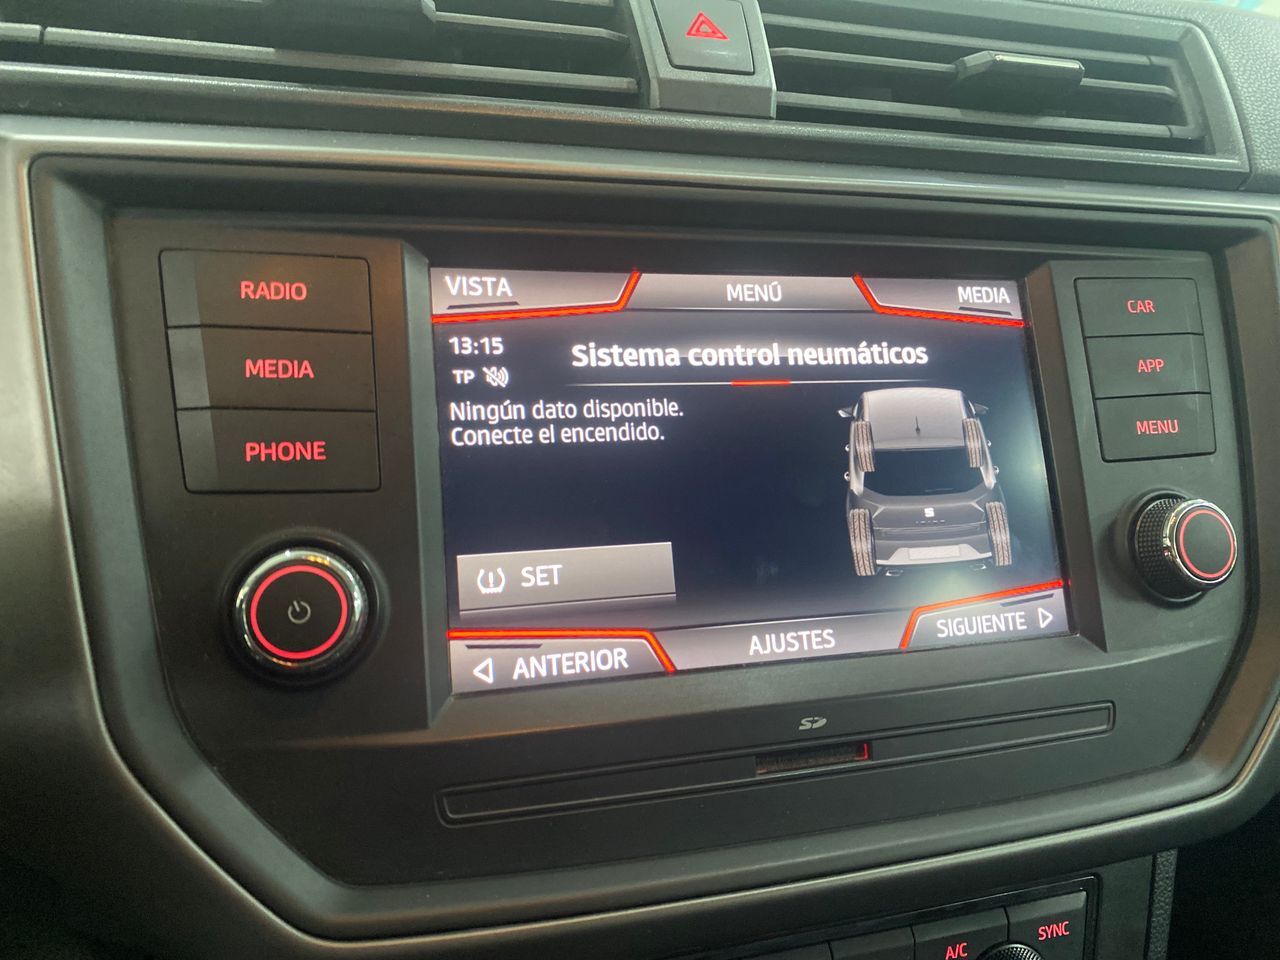 RADIO
MEDIA
PHONE
VISTA
MENÚ
MEDIA
13:15
TP
Sistema control neumáticos
Ningún dato disponible.
Conecte el encendido.
SET
ANTERIOR
AJUSTES
SIGUIENTE
CAR
APP
MENU
SD
A/C
SYNC